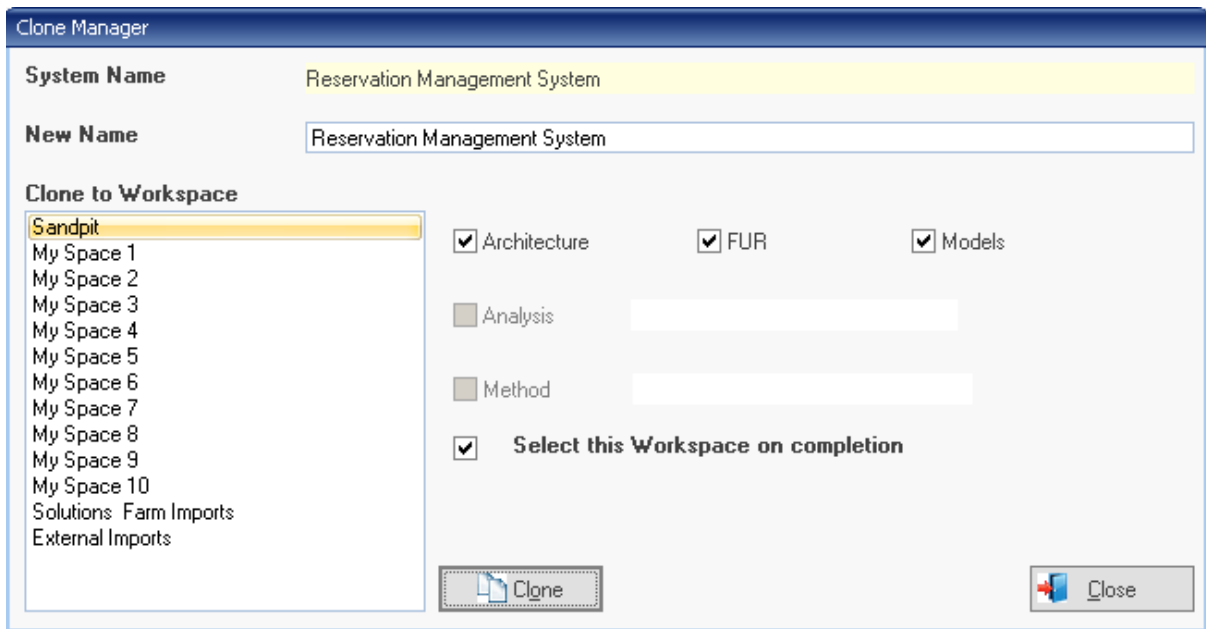 Clone Manager
System Name Reservation Management System
New Name Reservation Management System
Clone to Workspace
Sandpit
My Space 1
My Space 2
My Space 3
My Space 4
My Space 5
My Space 6
My Space 7
My Space 8
My Space 9
My Space 10
Solutions  Farm Imports
External Imports
Architecture FUR Models
Analysis
Method
Select this Workspace on completion
Clone Close